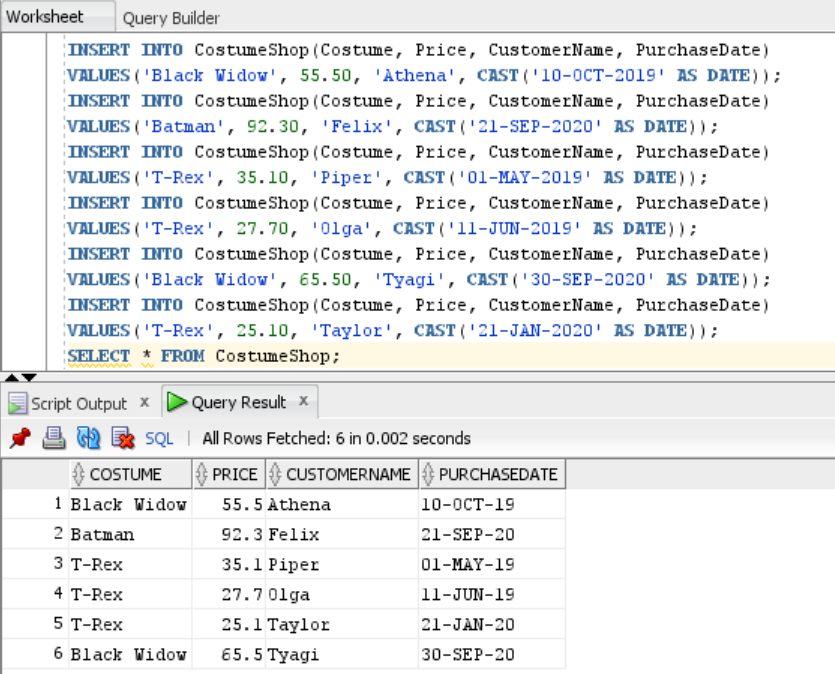 Worksheet Query Builder
INSERT INTO CostumeShop(Costume, Price, CustomerName, PurchaseDate)
VALUES('Black Widow', 55.50, 'Athena', CAST('10-OCT-2019' AS DATE));
INSERT INTO CostumeShop(Costume, Price, CustomerName, PurchaseDate)
VALUES('Batman', 92.30, 'Felix', CAST('21-SEP-2020' AS DATE));
INSERT INTO CostumeShop(Costume, Price, CustomerName, PurchaseDate)
VALUES('T-Rex', 35.10, 'Piper', CAST('01-MAY-2019' AS DATE));
INSERT INTO CostumeShop(Costume, Price, CustomerName, PurchaseDate)
VALUES('T-Rex', 27.70, 'Olga', CAST('11-JUN-2019' AS DATE));
INSERT INTO CostumeShop(Costume, Price, CustomerName, PurchaseDate)
VALUES('Black Widow', 65.50, 'Tyagi', CAST('30-SEP-2020' AS DATE));
INSERT INTO CostumeShop(Costume, Price, CustomerName, PurchaseDate)
VALUES('T-Rex', 25.10, 'Taylor', CAST('21-JAN-2020' AS DATE));
SELECT * FROM CostumeShop;
Script Output x Query Result x
SQL | All Rows Fetched: 6 in 0.002 seconds
COSTUME PRICE CUSTOMERNAME PURCHASEDATE
1 Black Widow 55.5 Athena 10-OCT-19
2 Batman 92.3 Felix 21-SEP-20
3 T-Rex 35.1 Piper 01-MAY-19
4 T-Rex 27.7 Olga 11-JUN-19
5 T-Rex 25.1 Taylor 21-JAN-20
6 Black Widow 65.5 Tyagi 30-SEP-20